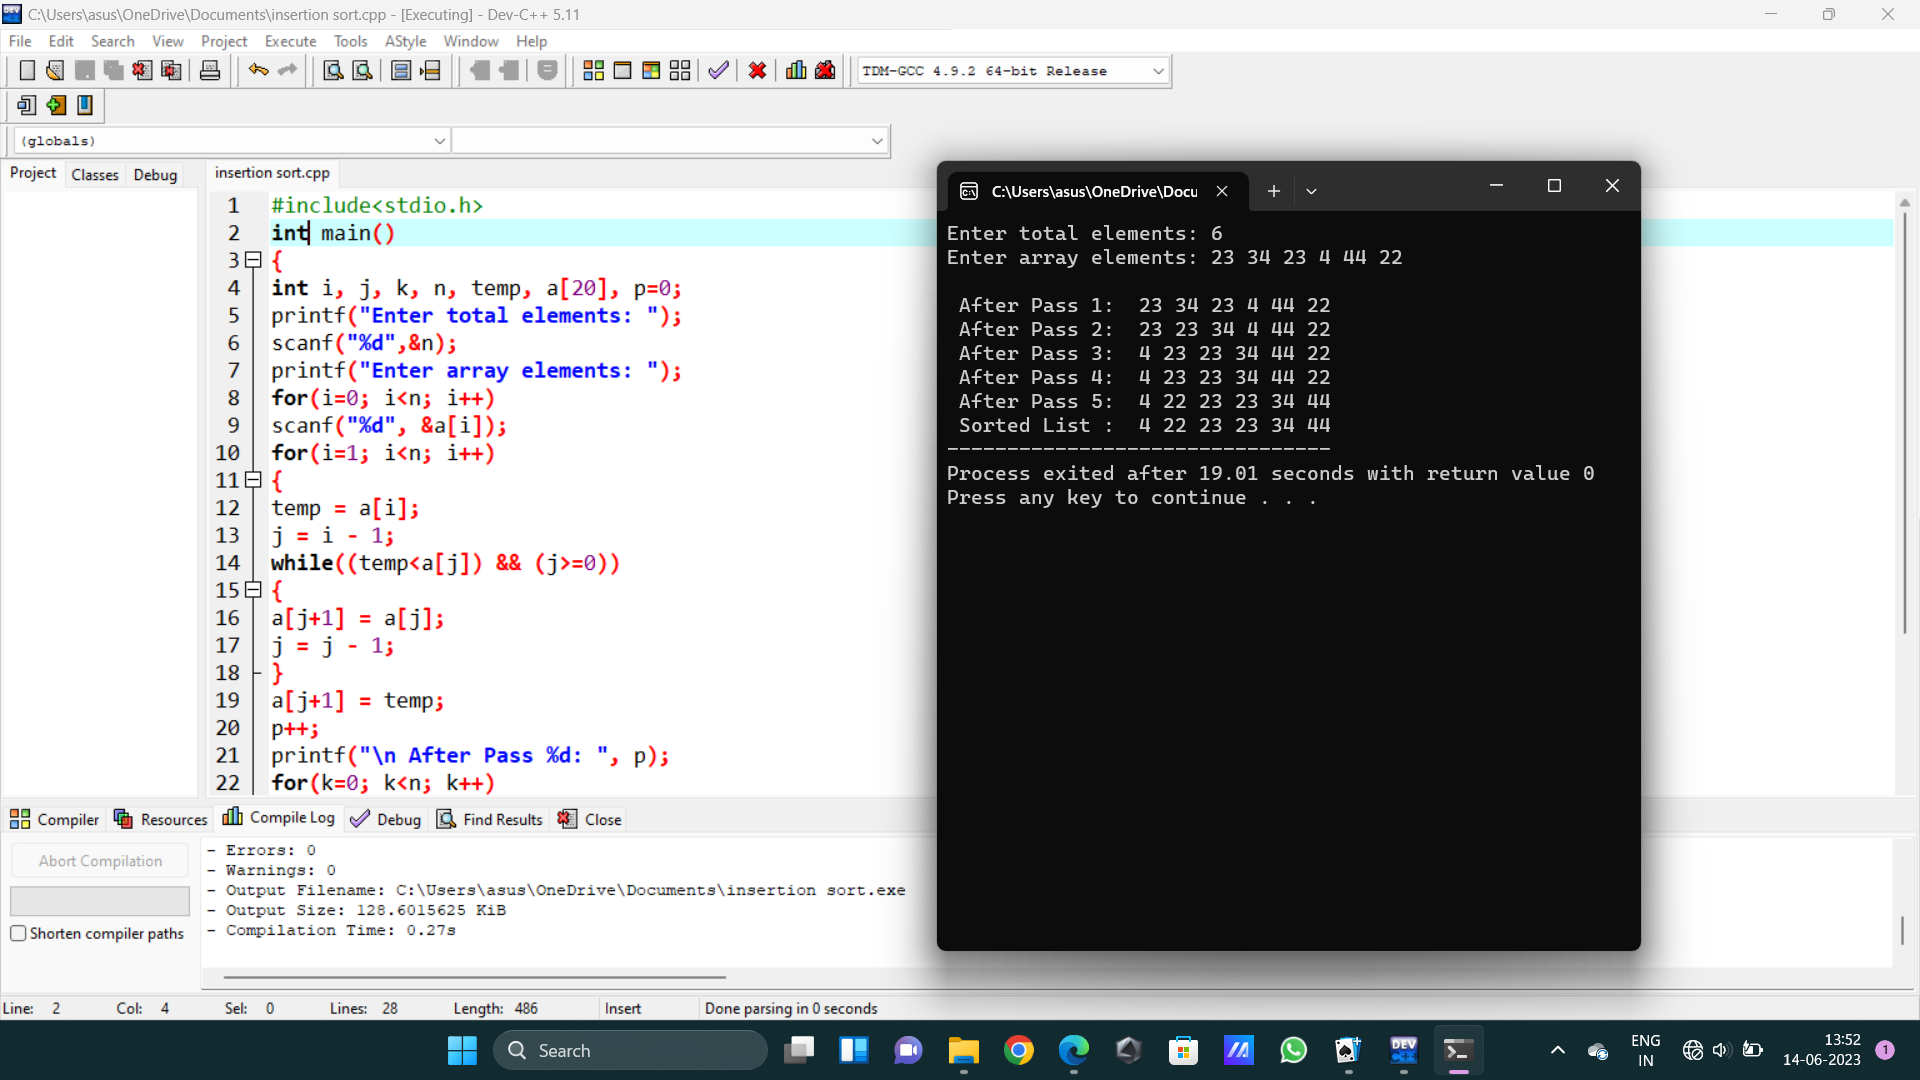 C:\Users\asus\OneDrive\Documents\insertion sort.cpp - [Executing] - Dev-C++ 5.11
File Edit Search View Project Execute Tools AStyle Window Help
TDM-GCC 4.9.2 64-bit Release
(globals)
Project Classes Debug
insertion sort.cpp
1 #include<stdio.h>
2 int main()
3 {
4 int i, j, k, n, temp, a[20], p=0;
5 printf("Enter total elements: ");
6 scanf("%d",&n);
7 printf("Enter array elements: ");
8 for(i=0; i<n; i++)
9 scanf("%d", &a[i]);
10 for(i=1; i<n; i++)
11 {
12 temp = a[i];
13 j = i - 1;
14 while((temp<a[j]) && (j>=0))
15 {
16 a[j+1] = a[j];
17 j = j - 1;
18 }
19 a[j+1] = temp;
20 p++;
21 printf("\n After Pass %d: ", p);
22 for(k=0; k<n; k++)
C:\Users\asus\OneDrive\Docu
Enter total elements: 6
Enter array elements: 23 34 23 4 44 22
After Pass 1: 23 34 23 4 44 22
After Pass 2: 23 23 34 4 44 22
After Pass 3: 4 23 23 34 44 22
After Pass 4: 4 23 23 34 44 22
After Pass 5: 4 22 23 23 34 44
Sorted List : 4 22 23 23 34 44
--------------------------------
Process exited after 19.01 seconds with return value 0
Press any key to continue . . .
Compiler Resources Compile Log Debug Find Results Close
Abort Compilation
Shorten compiler paths
- Errors: 0
- Warnings: 0
- Output Filename: C:\Users\asus\OneDrive\Documents\insertion sort.exe
- Output Size: 128.6015625 KiB
- Compilation Time: 0.27s
Line: 2 Col: 4 Sel: 0 Lines: 28 Length: 486 Insert Done parsing in 0 seconds
Search
DEV
ENG
IN
13:52
14-06-2023
1